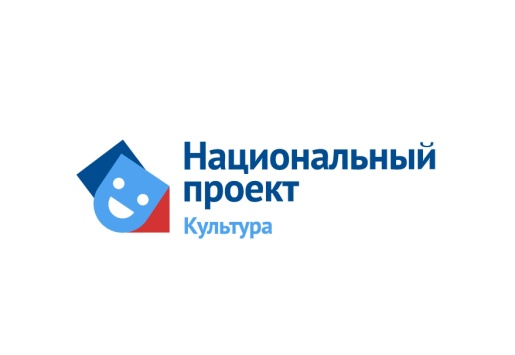 Национальный
проект
Культура